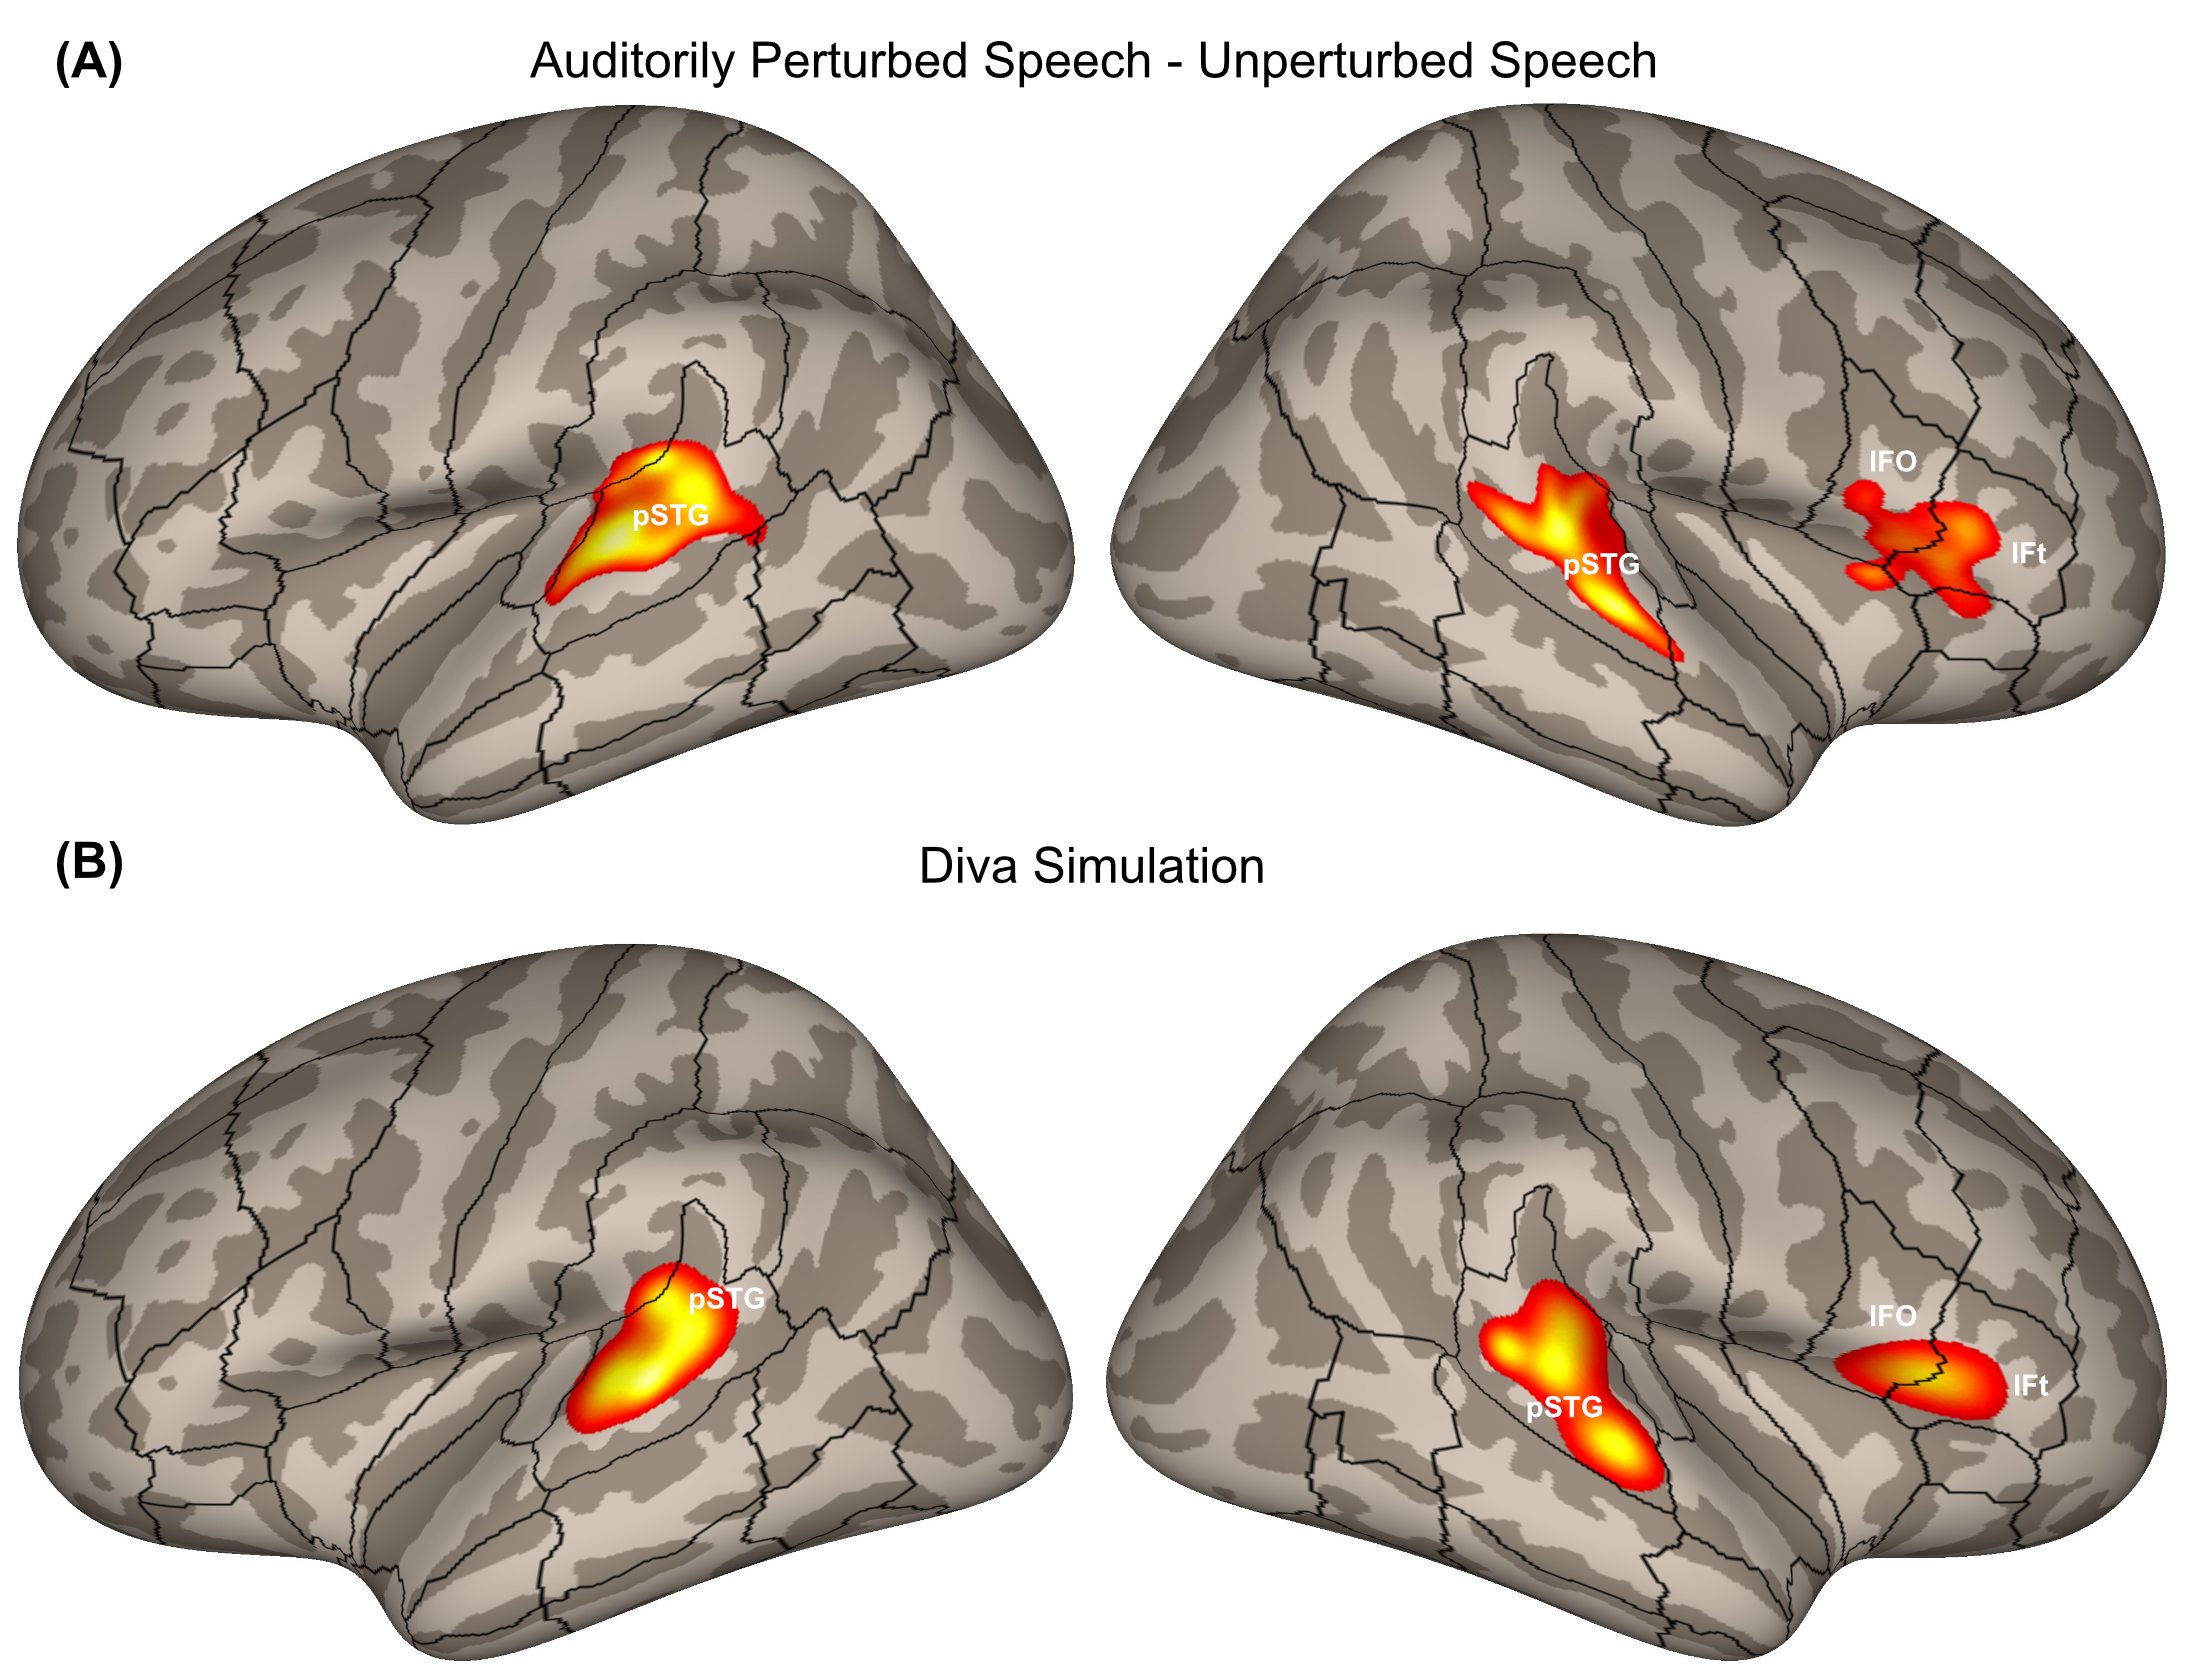 (A)
Auditorily Perturbed Speech - Unperturbed Speech
pSTG
pSTG
IFO
IFt
(B)
Diva Simulation
pSTG
pSTG
IFO
IFt